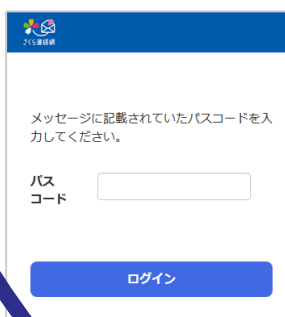 さくら連絡網
メッセージに記載されていたパスコードを入
力してください。
パス
コード
ログイン